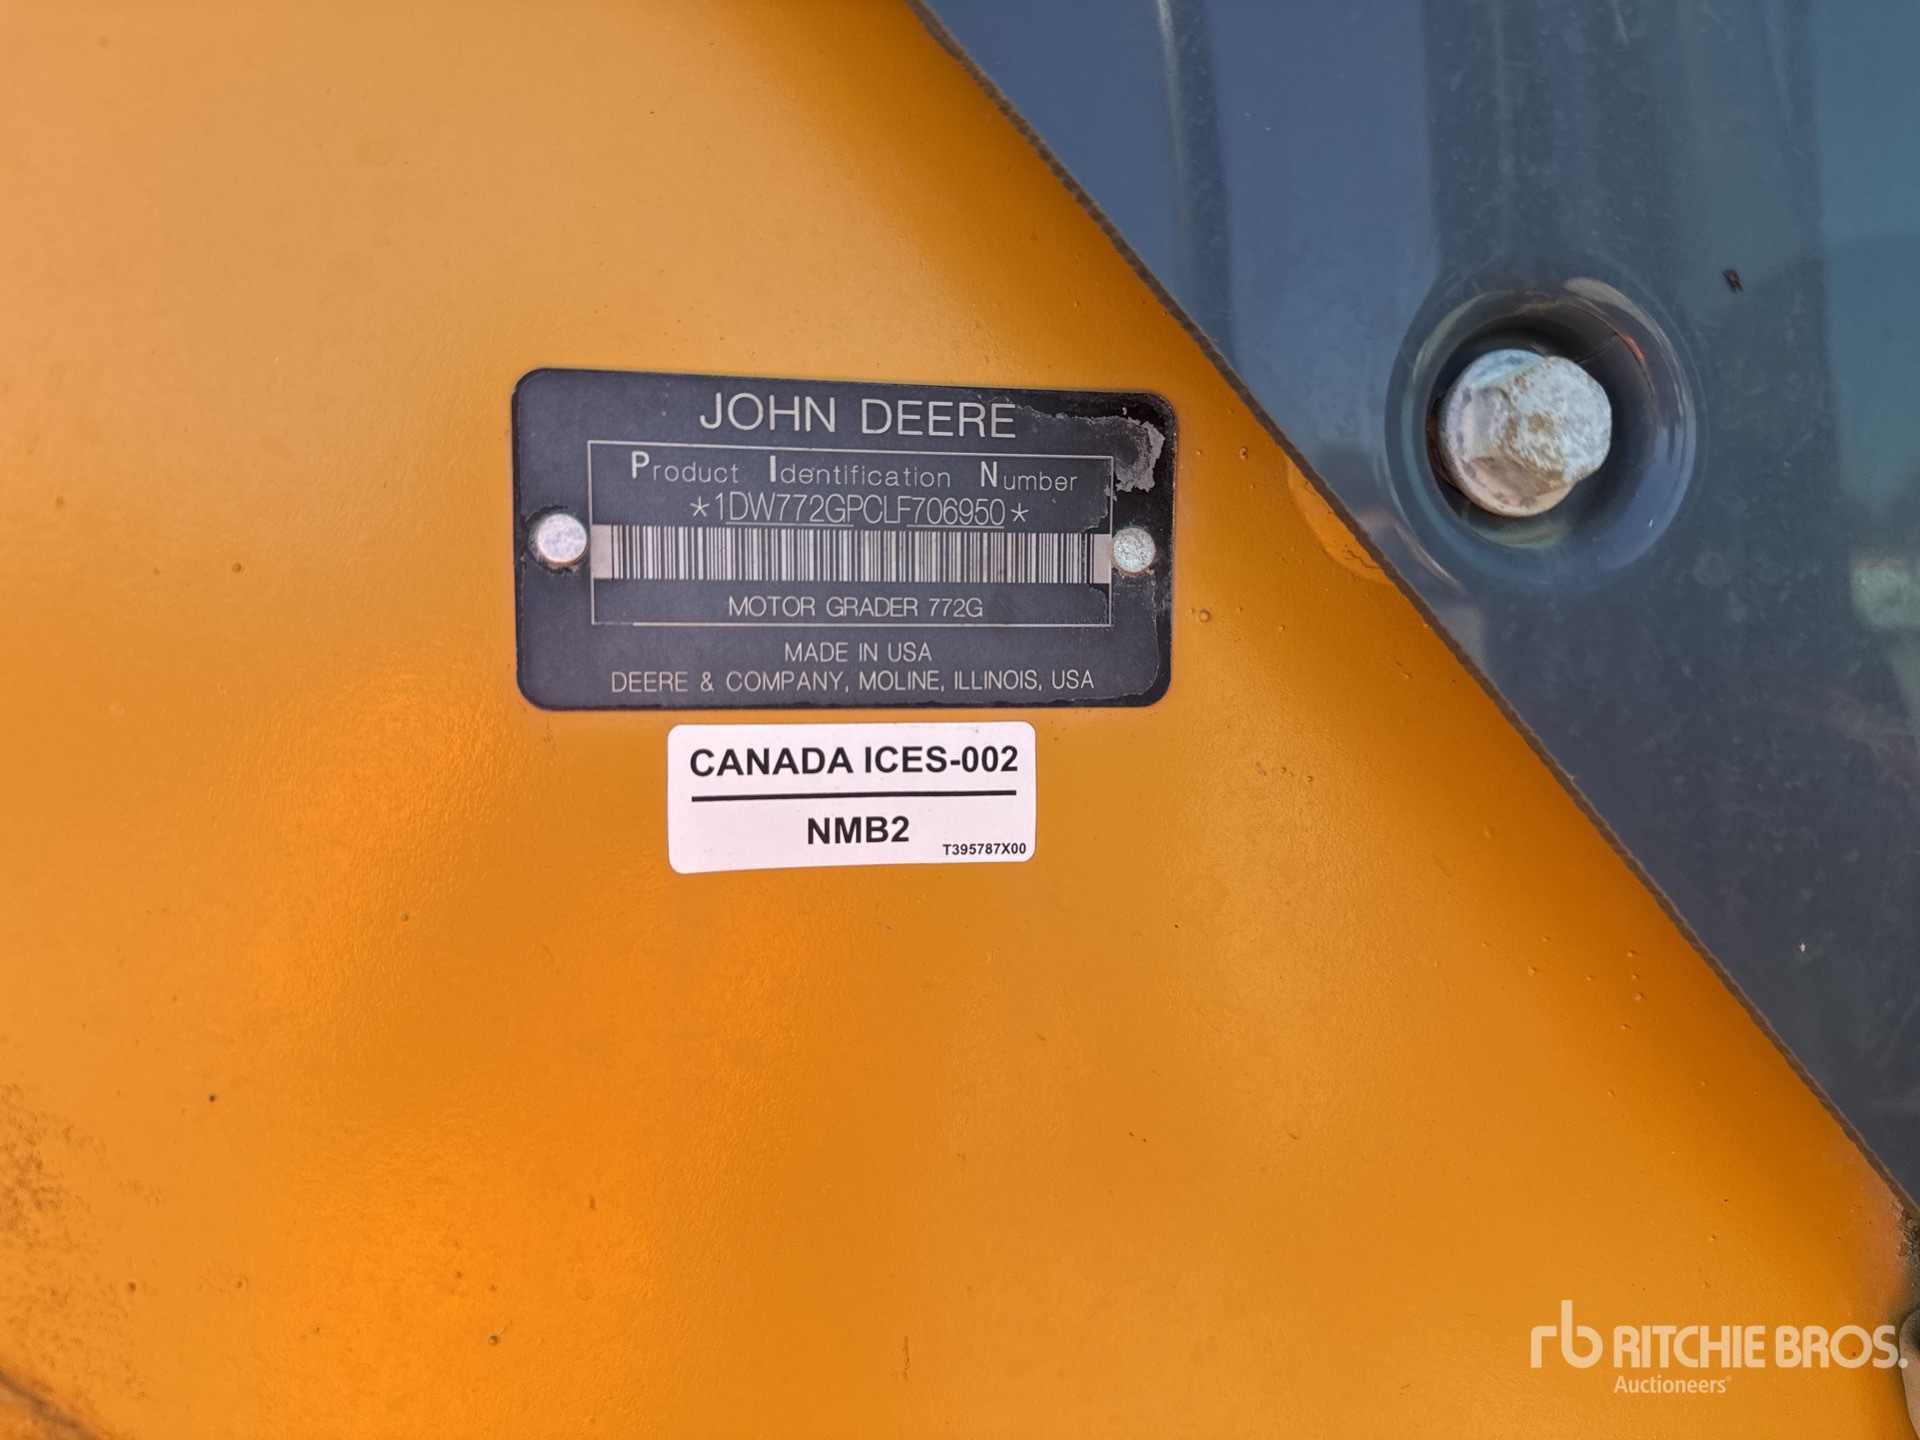 JOHN DEERE
Product Identification Number
*1DW772GPCLF706950*
MOTOR GRADER 772G
MADE IN USA
DEERE & COMPANY, MOLINE, ILLINOIS, USA
CANADA ICES-002
NMB2
T395787X00
rb RITCHIE BROS.
Auctioneers®